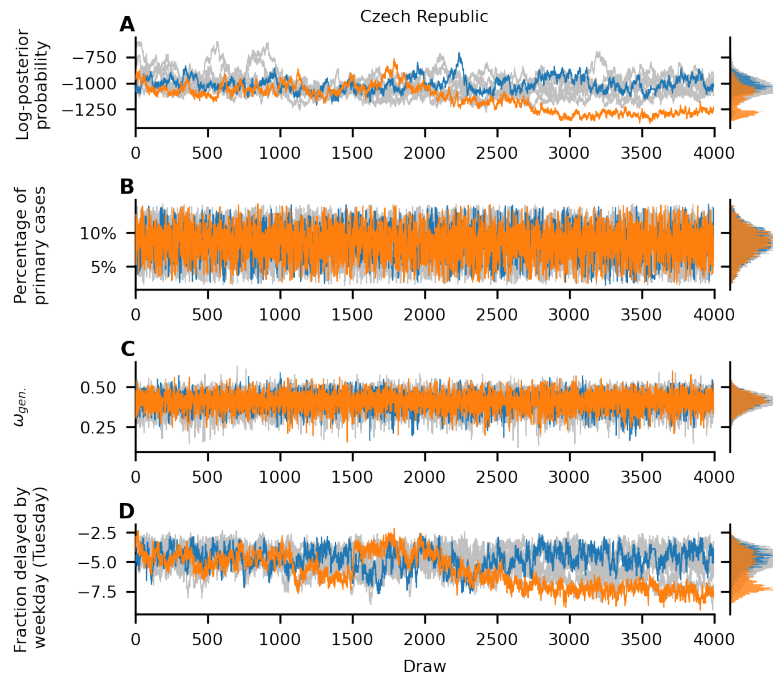 Czech Republic
A
Log-posterior
probability
−750
−1000
−1250
0 500 1000 1500 2000 2500 3000 3500 4000
B
Percentage of
primary cases
10%
5%
0 500 1000 1500 2000 2500 3000 3500 4000
C
ω gen.
0.50
0.25
0 500 1000 1500 2000 2500 3000 3500 4000
D
Fraction delayed by
weekday (Tuesday)
−2.5
−5.0
−7.5
0 500 1000 1500 2000 2500 3000 3500 4000
Draw